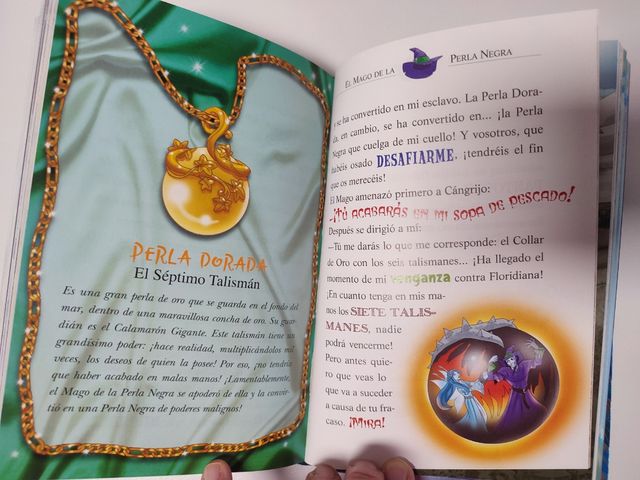 PERLA DORADA
El Séptimo Talismán
Es una gran perla de oro que se guarda en el fondo del
mar, dentro de una maravillosa concha de oro. Su guar-
dián es el Calamarón Gigante. Este talismán tiene un
grandísimo poder: ¡hace realidad, multiplicándolos mil
veces, los deseos de quien la posee! Por eso, ¡no tendría
que haber acabado en malas manos! ¡Lamentablemente,
el Mago de la Perla Negra se apoderó de ella y la convir-
tió en una Perla Negra de poderes malignos!
EL MAGO DE LA PERLA NEGRA
se ha convertido en mi esclavo. La Perla Dora-
da, en cambio, se ha convertido en... ¡la Perla
Negra que cuelga de mi cuello! Y vosotros, que
habéis osado DESAFIARME, ¡tendréis el fin
que os merecéis!
El Mago amenazó primero a Cángrijo:
–¡TÚ ACABARÁS EN MI SOPA DE PESCADO!
Después se dirigió a mí:
–Tú me darás lo que me corresponde: el Collar
de Oro con los seis talismanes... ¡Ha llegado el
momento de mi venganza contra Floridiana!
¡En cuanto tenga en mis ma-
nos los SIETE TALIS-
MANES, nadie
podrá vencerme!
Pero antes quie-
ro que veas lo
que va a suceder
a causa de tu fra-
caso. ¡MIRA!